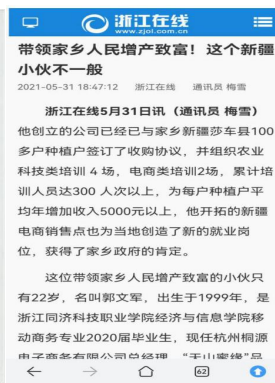 浙江在线
www.zjol.com.cn
带领家乡人民增产致富！这个新疆
小伙不一般
2021-05-31 18:47:12 浙江在线 通讯员 梅雪
浙江在线5月31日讯（通讯员 梅雪）
他创立的公司已经已与家乡新疆莎车县100
多户种植户签订了收购协议，并组织农业
科技类培训 4 场，电商类培训2场，累计培
训人员达300 人次以上，为每户种植户平
均年增加收入5000元以上，他开拓的新疆
电商销售点也为当地创造了新的就业岗
位，获得了家乡政府的肯定。
这位带领家乡人民增产致富的小伙只
有22岁，名叫郭文军，出生于1999年，是
浙江同济科技职业学院经济与信息学院移
动商务专业2020届毕业生，现任杭州桐源
电子商务有限公司总经理，“天山蜜缘”品
62